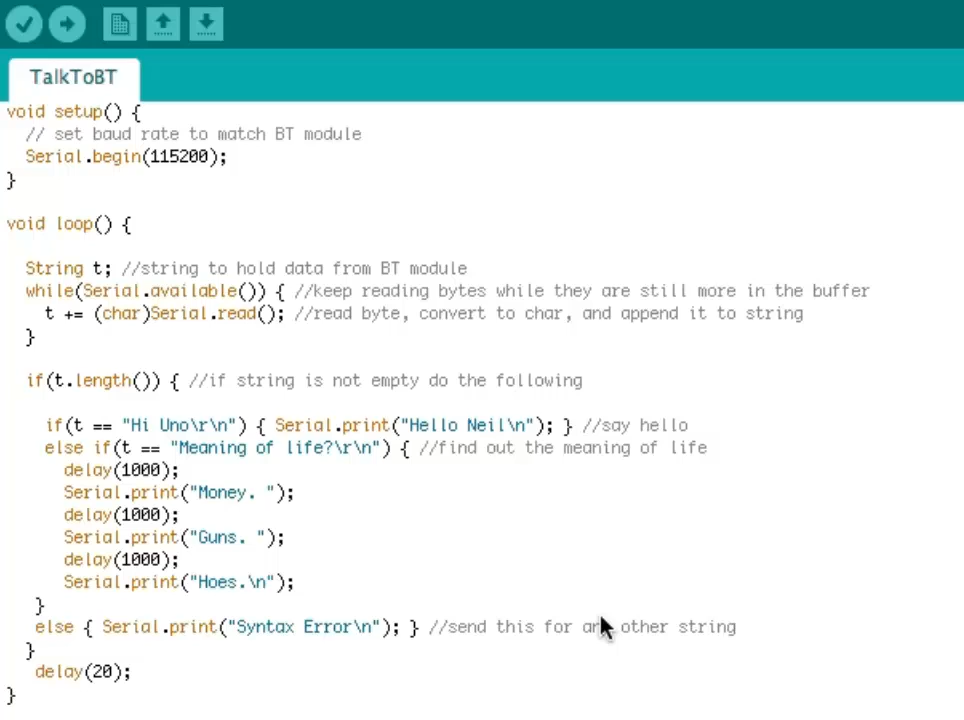 TalkToBT
void setup() {
// set baud rate to match BT module
Serial.begin(115200);
}
void loop() {
String t; //string to hold data from BT module
while(Serial.available()) { //keep reading bytes while they are still more in the buffer
t += (char)Serial.read(); //read byte, convert to char, and append it to string
}
if(t.length()) { //if string is not empty do the following
if(t == "Hi Uno\r\n") { Serial.print("Hello Neil\n"); } //say hello
else if(t == "Meaning of life?\r\n") { //find out the meaning of life
delay(1000);
Serial.print("Money. ");
delay(1000);
Serial.print("Guns. ");
delay(1000);
Serial.print("Hoes.\n");
}
else { Serial.print("Syntax Error\n"); } //send this for other string
}
delay(20);
}